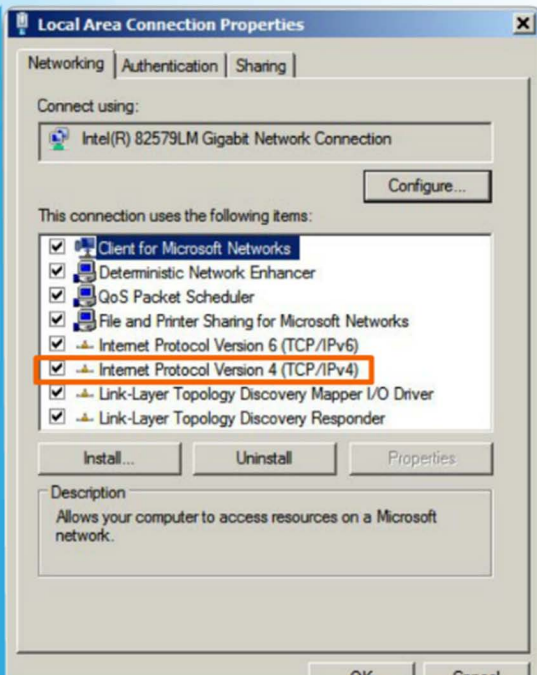 Local Area Connection Properties
Networking
Authentication
Sharing
Connect using:
Intel(R) 82579LM Gigabit Network Connection
Configure...
This connection uses the following items:
Client for Microsoft Networks
Deterministic Network Enhancer
QoS Packet Scheduler
File and Printer Sharing for Microsoft Networks
Internet Protocol Version 6 (TCP/IPv6)
Internet Protocol Version 4 (TCP/IPv4)
Link-Layer Topology Discovery Mapper I/O Driver
Link-Layer Topology Discovery Responder
Install...
Uninstall
Properties
Description
Allows your computer to access resources on a Microsoft
network.
OK
Cancel